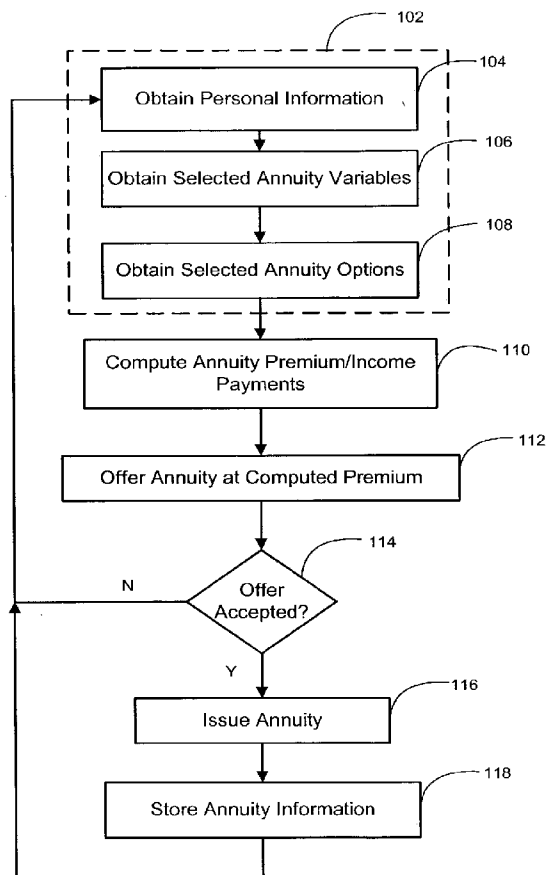 102
104
Obtain Personal Information
106
Obtain Selected Annuity Variables
108
Obtain Selected Annuity Options
110
Compute Annuity Premium/Income
Payments
112
Offer Annuity at Computed Premium
114
N
Offer
Accepted?
Y
116
Issue Annuity
118
Store Annuity Information